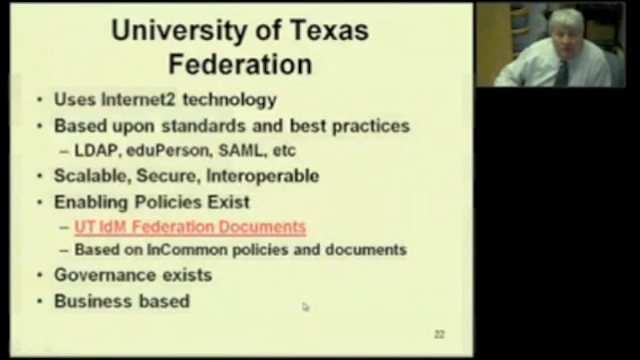 University of Texas
Federation
• Uses Internet2 technology
• Based upon standards and best practices
– LDAP, eduPerson, SAML, etc
• Scalable, Secure, Interoperable
• Enabling Policies Exist
– UT IdM Federation Documents
– Based on InCommon policies and documents
• Governance exists
• Business based
22